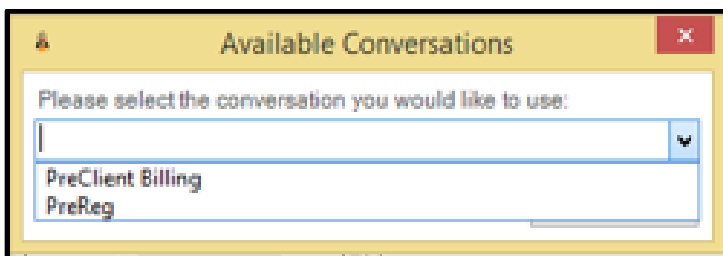 Available Conversations
Please select the conversation you would like to use:
PreClient Billing
PreReg